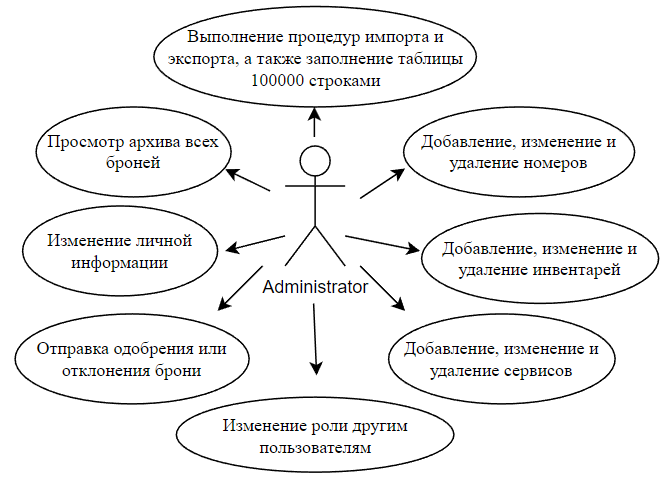 Выполнение процедур импорта и
экспорта, а также заполнение таблицы
100000 строками
Просмотр архива всех
броней
Добавление, изменение и
удаление номеров
Изменение личной
информации
Добавление, изменение и
удаление инвентарей
Administrator
Отправка одобрения или
отклонения брони
Добавление, изменение и
удаление сервисов
Изменение роли другим
пользователям